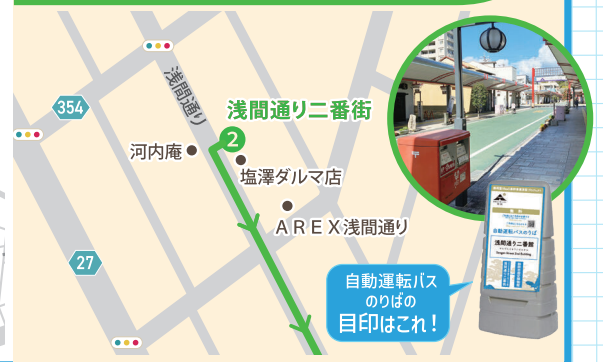 浅間通り
354
浅間通り二番街
2
河内庵
塩澤ダルマ店
AREX浅間通り
27
自動運転バス
のりばの
目印はこれ!
自動運転バスのりば
浅間通り二番館